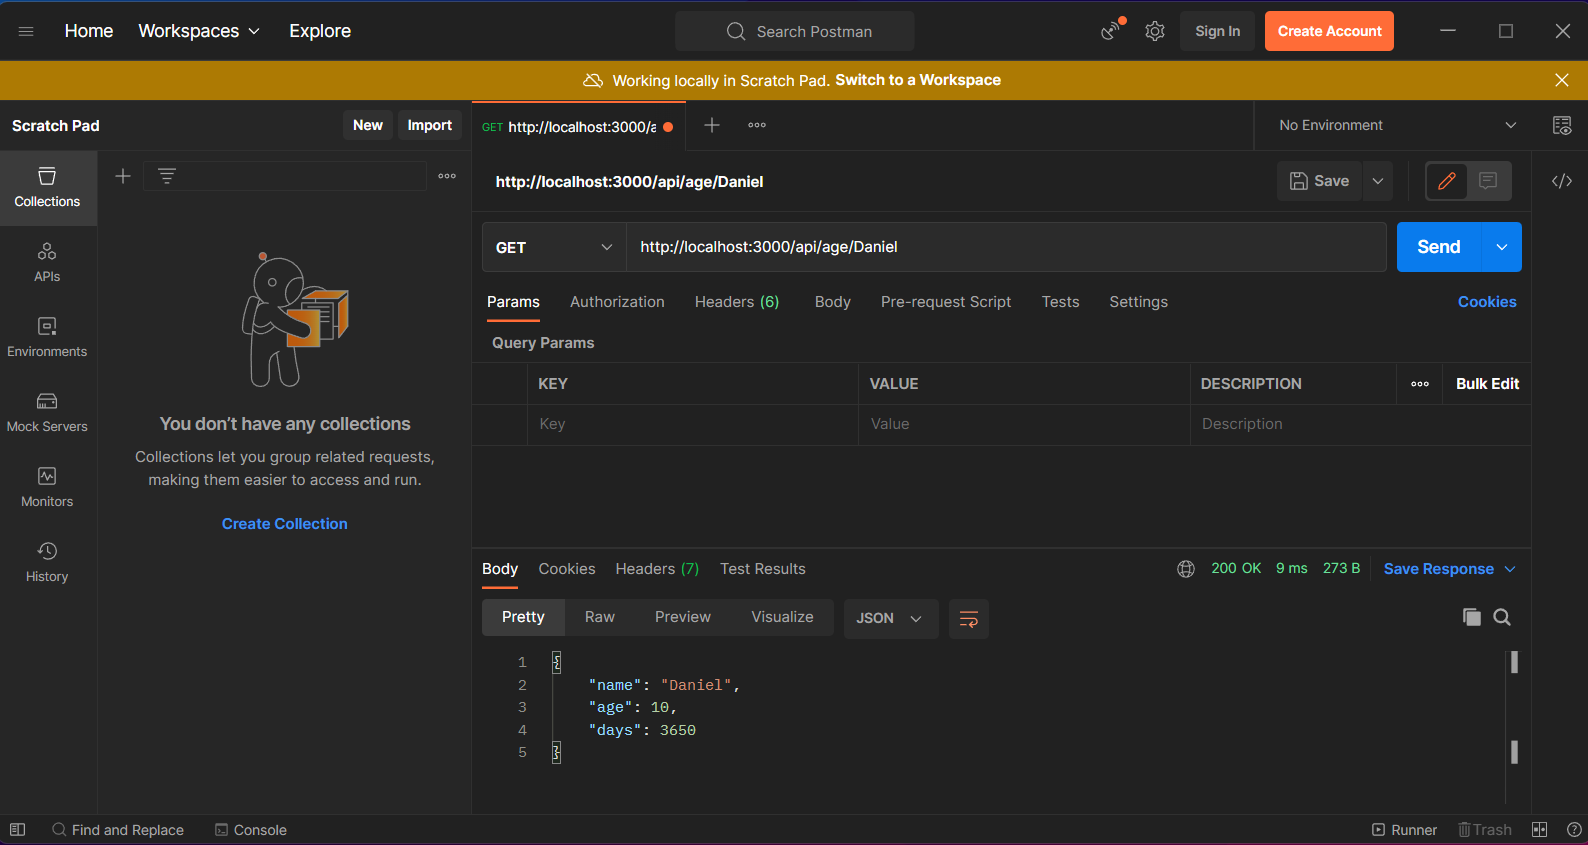 Home Workspaces Explore Search Postman Sign In Create Account
Working locally in Scratch Pad. Switch to a Workspace
Scratch Pad New Import
GET http://localhost:3000/a
No Environment
Collections
APIs
Environments
Mock Servers
Monitors
History
You don’t have any collections
Collections let you group related requests,
making them easier to access and run.
Create Collection
http://localhost:3000/api/age/Daniel Save
GET http://localhost:3000/api/age/Daniel Send
Params Authorization Headers (6) Body Pre-request Script Tests Settings Cookies
Query Params
KEY VALUE DESCRIPTION Bulk Edit
Key Value Description
Body Cookies Headers (7) Test Results 200 OK 9 ms 273 B Save Response
Pretty Raw Preview Visualize JSON
1 {
2 "name": "Daniel",
3 "age": 10,
4 "days": 3650
5 }
Find and Replace Console Runner Trash